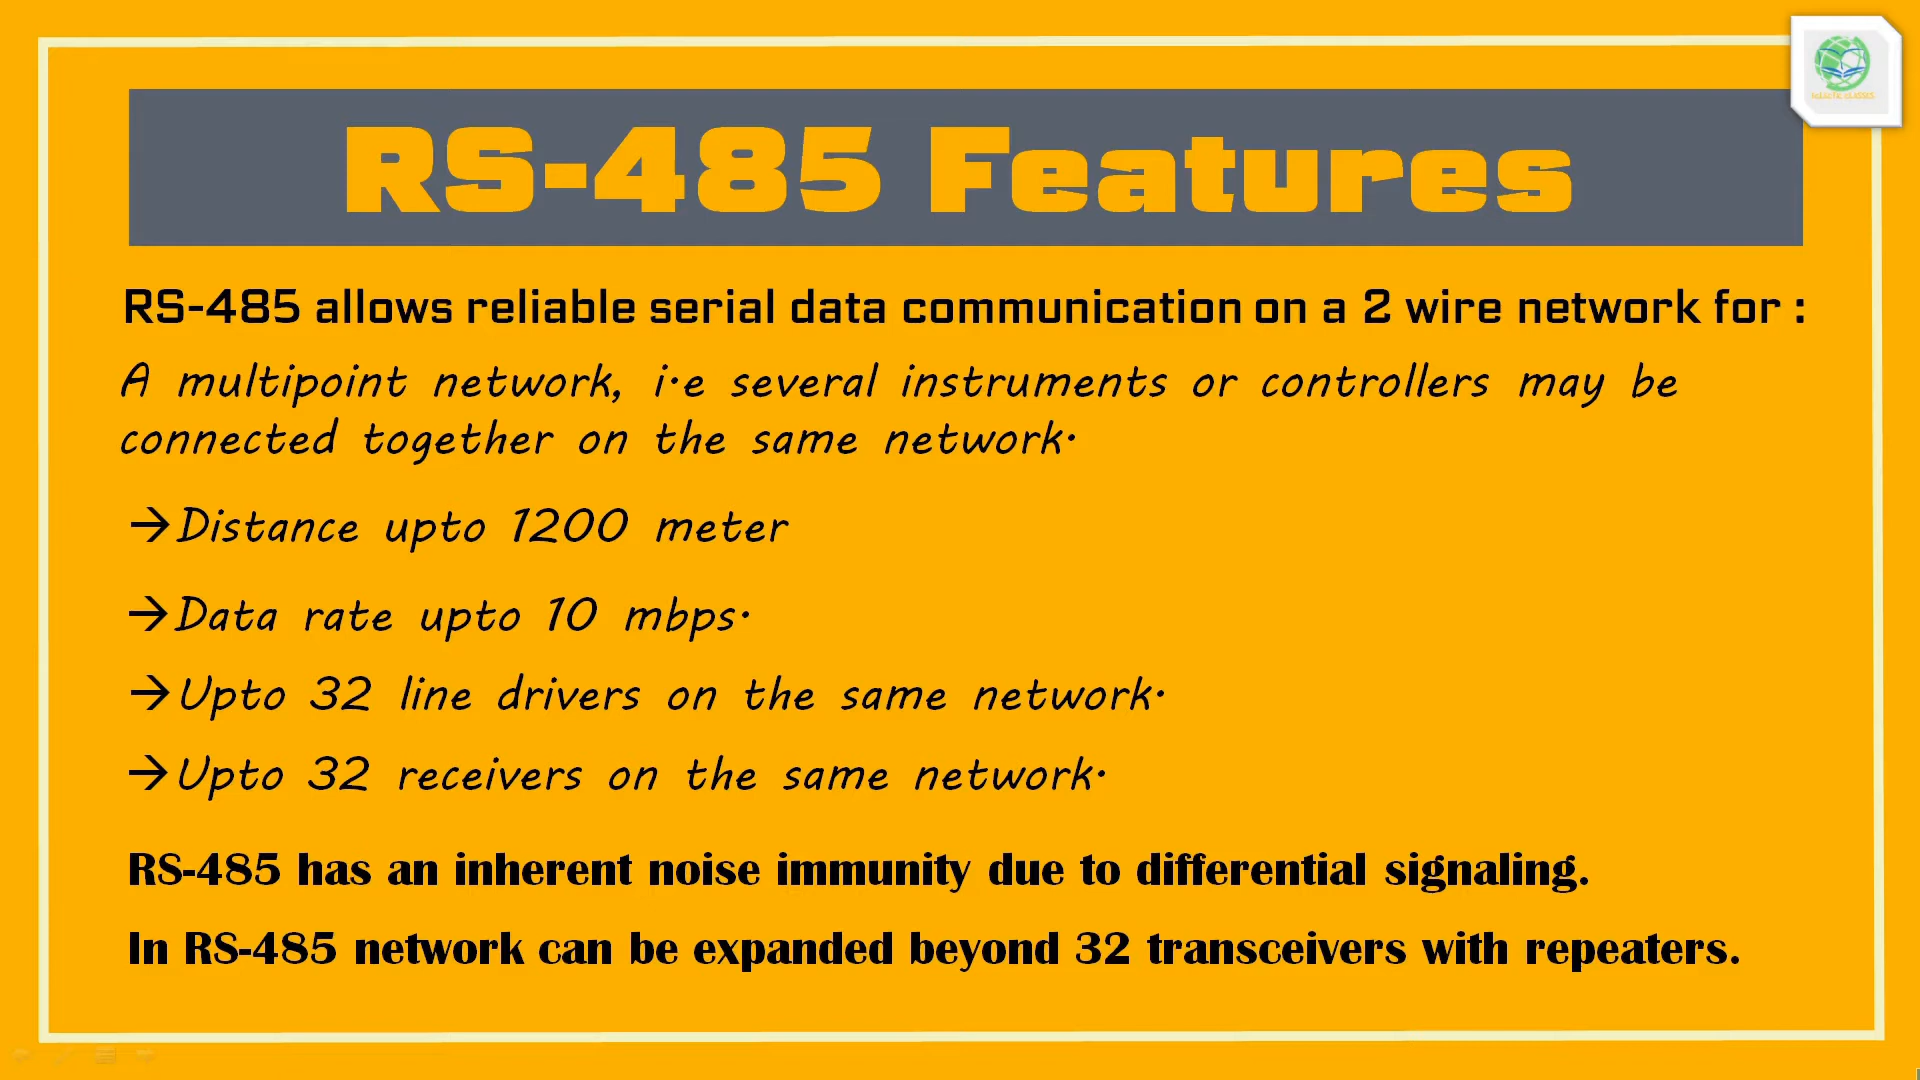 RS-485 Features
RS-485 allows reliable serial data communication on a 2 wire network for :
A multipoint network, i.e several instruments or controllers may be
connected together on the same network.
→Distance upto 1200 meter
→Data rate upto 10 mbps.
→Upto 32 line drivers on the same network.
→Upto 32 receivers on the same network.
RS-485 has an inherent noise immunity due to differential signaling.
In RS-485 network can be expanded beyond 32 transceivers with repeaters.